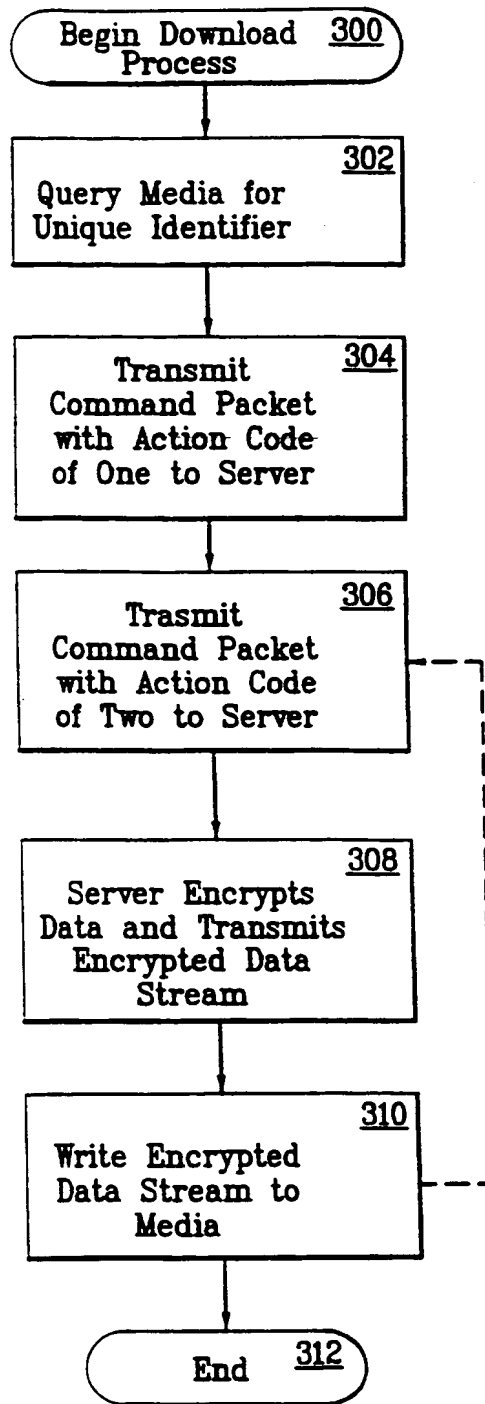 Begin Download 300
Process
302
Query Media for
Unique Identifier
304
Transmit
Command Packet
with Action Code
of One to Server
306
Trasmit
Command Packet
with Action Code
of Two to Server
308
Server Encrypts
Data and Transmits
Encrypted Data
Stream
310
Write Encrypted
Data Stream to
Media
End 312